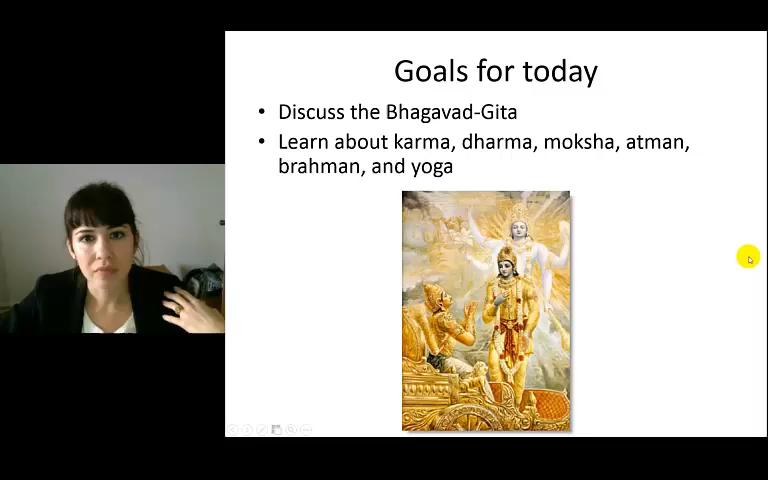 Goals for today
• Discuss the Bhagavad-Gita
• Learn about karma, dharma, moksha, atman,
brahman, and yoga